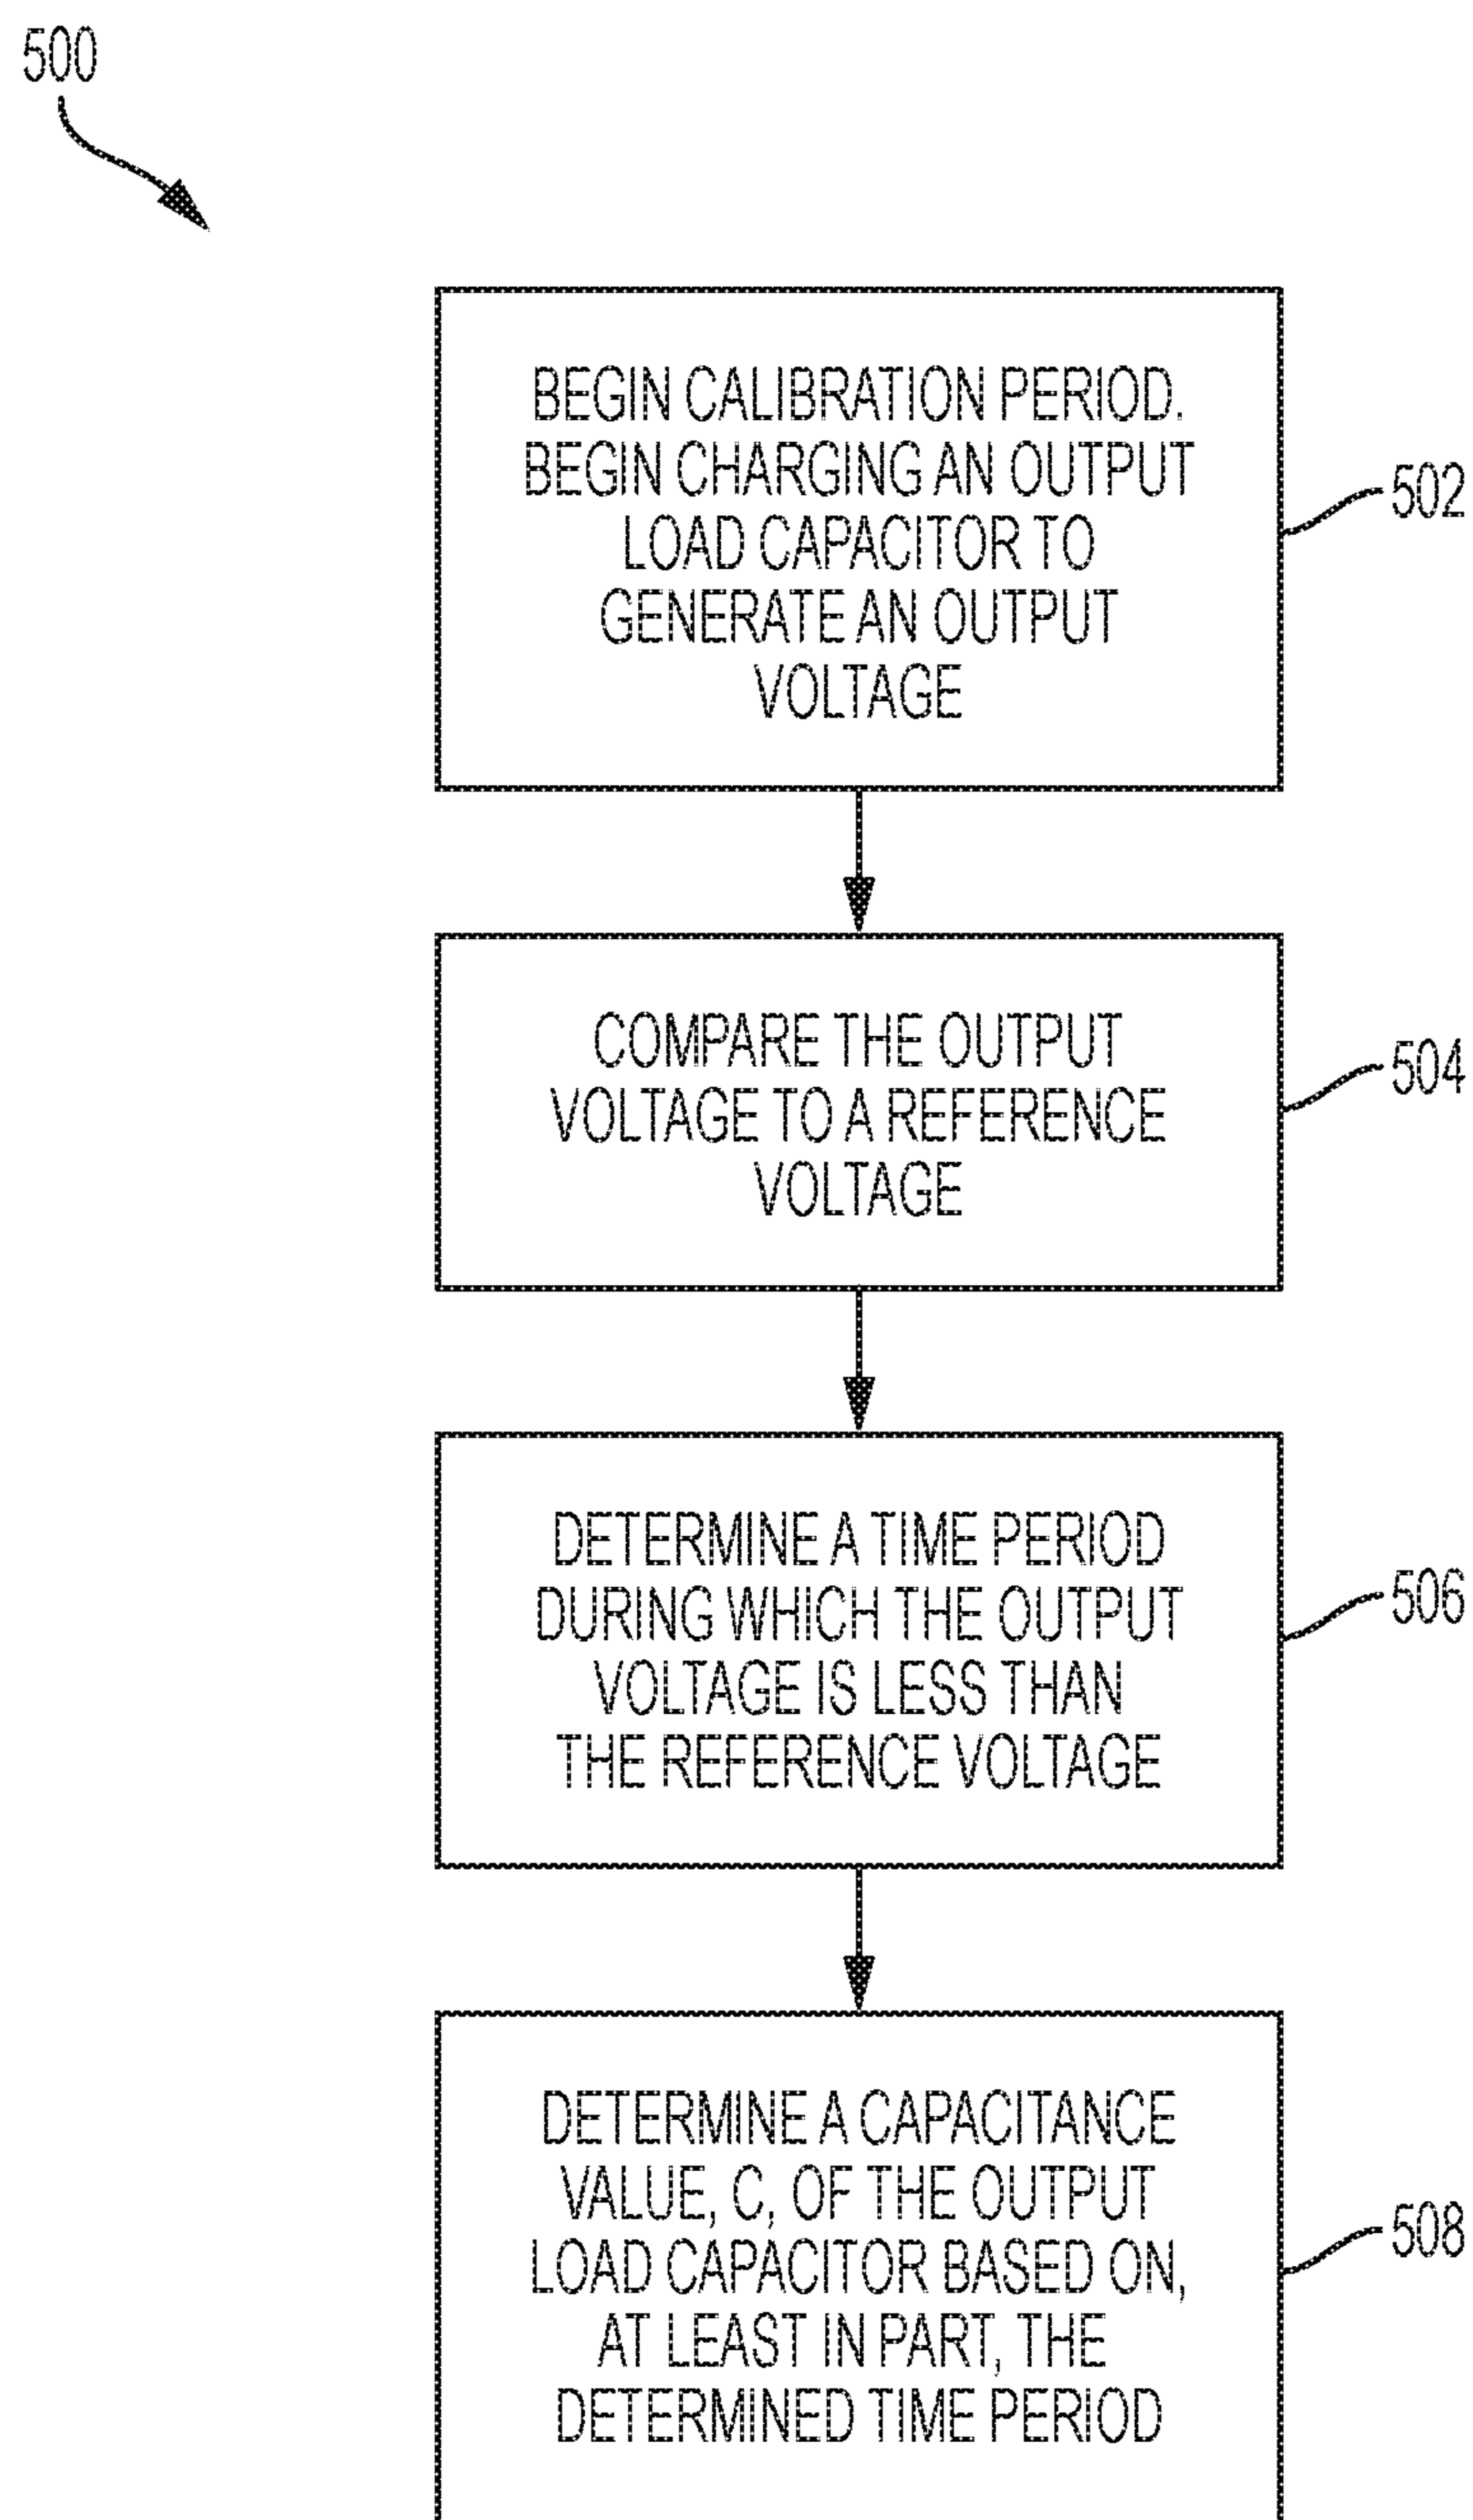 500
BEGIN CALIBRATION PERIOD.
BEGIN CHARGING AN OUTPUT
LOAD CAPACITOR TO
GENERATE AN OUTPUT
VOLTAGE
502
COMPARE THE OUTPUT
VOLTAGE TO A REFERENCE
VOLTAGE
504
DETERMINE A TIME PERIOD
DURING WHICH THE OUTPUT
VOLTAGE IS LESS THAN
THE REFERENCE VOLTAGE
506
DETERMINE A CAPACITANCE
VALUE, C, OF THE OUTPUT
LOAD CAPACITOR BASED ON,
AT LEAST IN PART, THE
DETERMINED TIME PERIOD
508